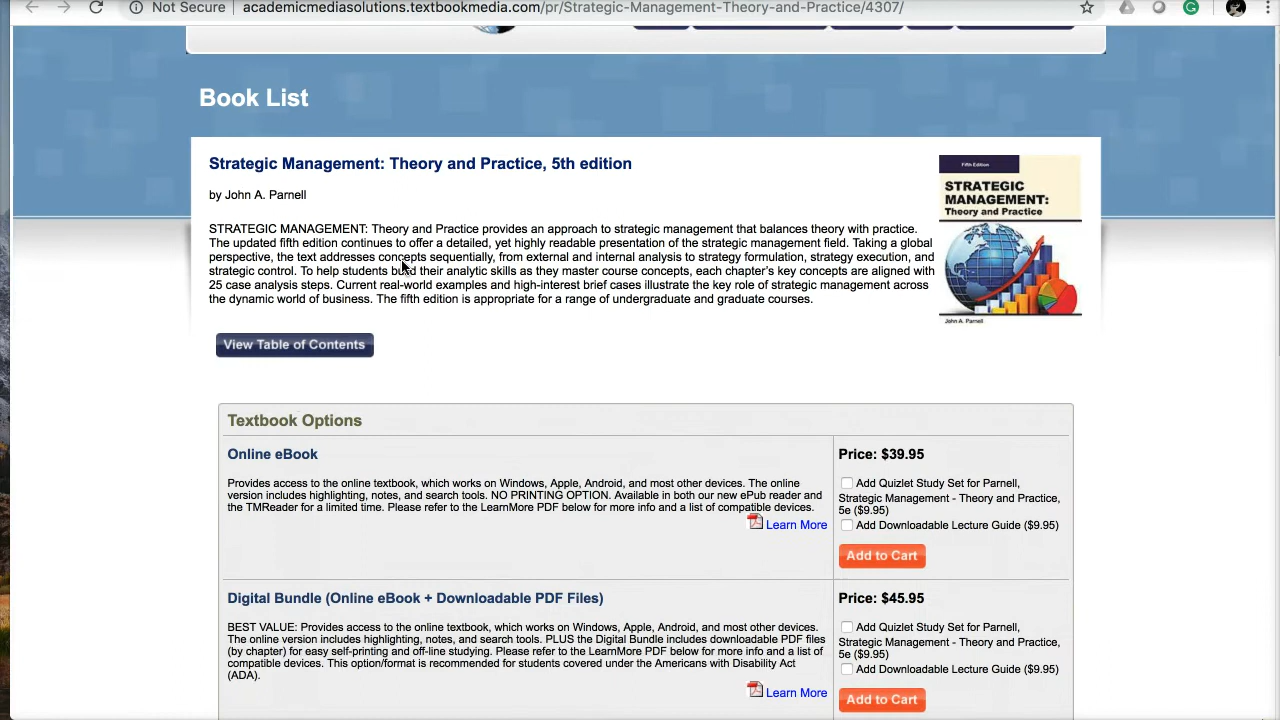 Not Secure academicmediasolutions.textbookmedia.com/pr/Strategic-Management-Theory-and-Practice/4307/
Book List
Strategic Management: Theory and Practice, 5th edition
by John A. Parnell
STRATEGIC MANAGEMENT: Theory and Practice provides an approach to strategic management that balances theory with practice.
The updated fifth edition continues to offer a detailed, yet highly readable presentation of the strategic management field. Taking a global
perspective, the text addresses concepts sequentially, from external and internal analysis to strategy formulation, strategy execution, and
strategic control. To help students build their analytic skills as they master course concepts, each chapter's key concepts are aligned with
25 case analysis steps. Current real-world examples and high-interest brief cases illustrate the key role of strategic management across
the dynamic world of business. The fifth edition is appropriate for a range of undergraduate and graduate courses.
Fifth Edition
STRATEGIC
MANAGEMENT:
Theory and Practice
John A. Parnell
View Table of Contents
Textbook Options
Online eBook
Provides access to the online textbook, which works on Windows, Apple, Android, and most other devices. The online
version includes highlighting, notes, and search tools. NO PRINTING OPTION. Available in both our new ePub reader and
the TMReader for a limited time. Please refer to the LearnMore PDF below for more info and a list of compatible devices.
Learn More
Price: $39.95
Add Quizlet Study Set for Parnell,
Strategic Management - Theory and Practice,
5e ($9.95)
Add Downloadable Lecture Guide ($9.95)
Add to Cart
Digital Bundle (Online eBook + Downloadable PDF Files)
BEST VALUE: Provides access to the online textbook, which works on Windows, Apple, Android, and most other devices.
The online version includes highlighting, notes, and search tools. PLUS the Digital Bundle includes downloadable PDF files
(by chapter) for easy self-printing and off-line studying. Please refer to the LearnMore PDF below for more info and a list of
compatible devices. This option/format is recommended for students covered under the Americans with Disability Act
(ADA).
Learn More
Price: $45.95
Add Quizlet Study Set for Parnell,
Strategic Management - Theory and Practice,
5e ($9.95)
Add Downloadable Lecture Guide ($9.95)
Add to Cart